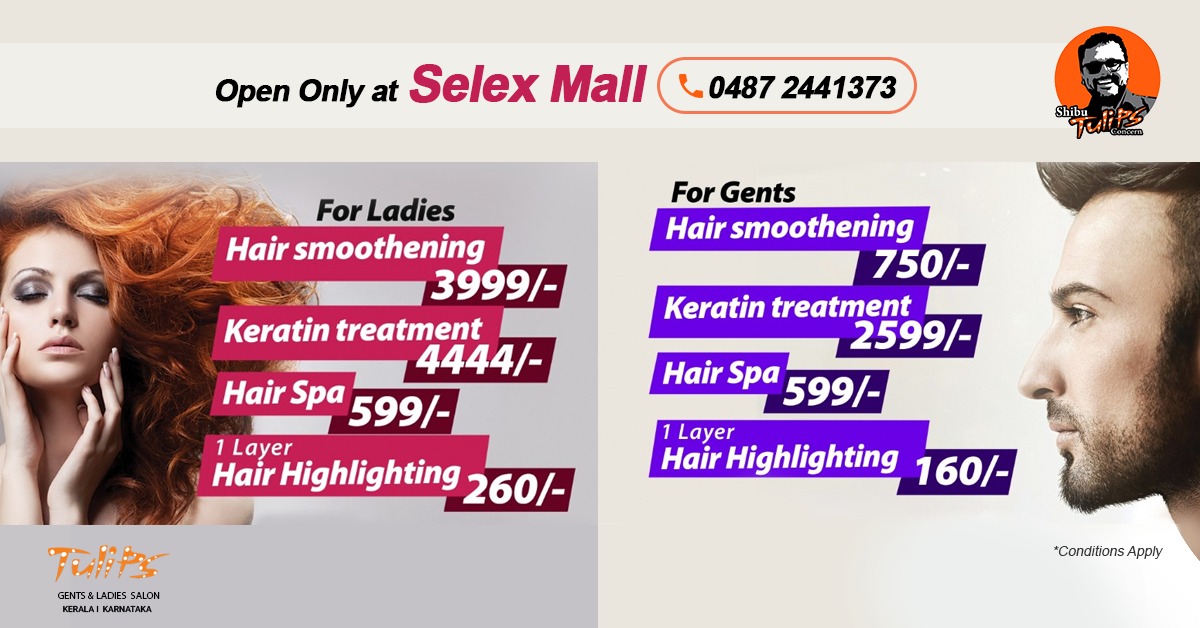 Open Only at Selex Mall 0487 2441373
Shibu
Tulips
Concern
For Ladies
Hair smoothening
3999/-
Keratin treatment
4444/-
Hair Spa
599/-
1 Layer
Hair Highlighting
260/-
For Gents
Hair smoothening
750/-
Keratin treatment
2599/-
Hair Spa
599/-
1 Layer
Hair Highlighting
160/-
*Conditions Apply
Tulips
GENTS & LADIES SALON
KERALA I KARNATAKA